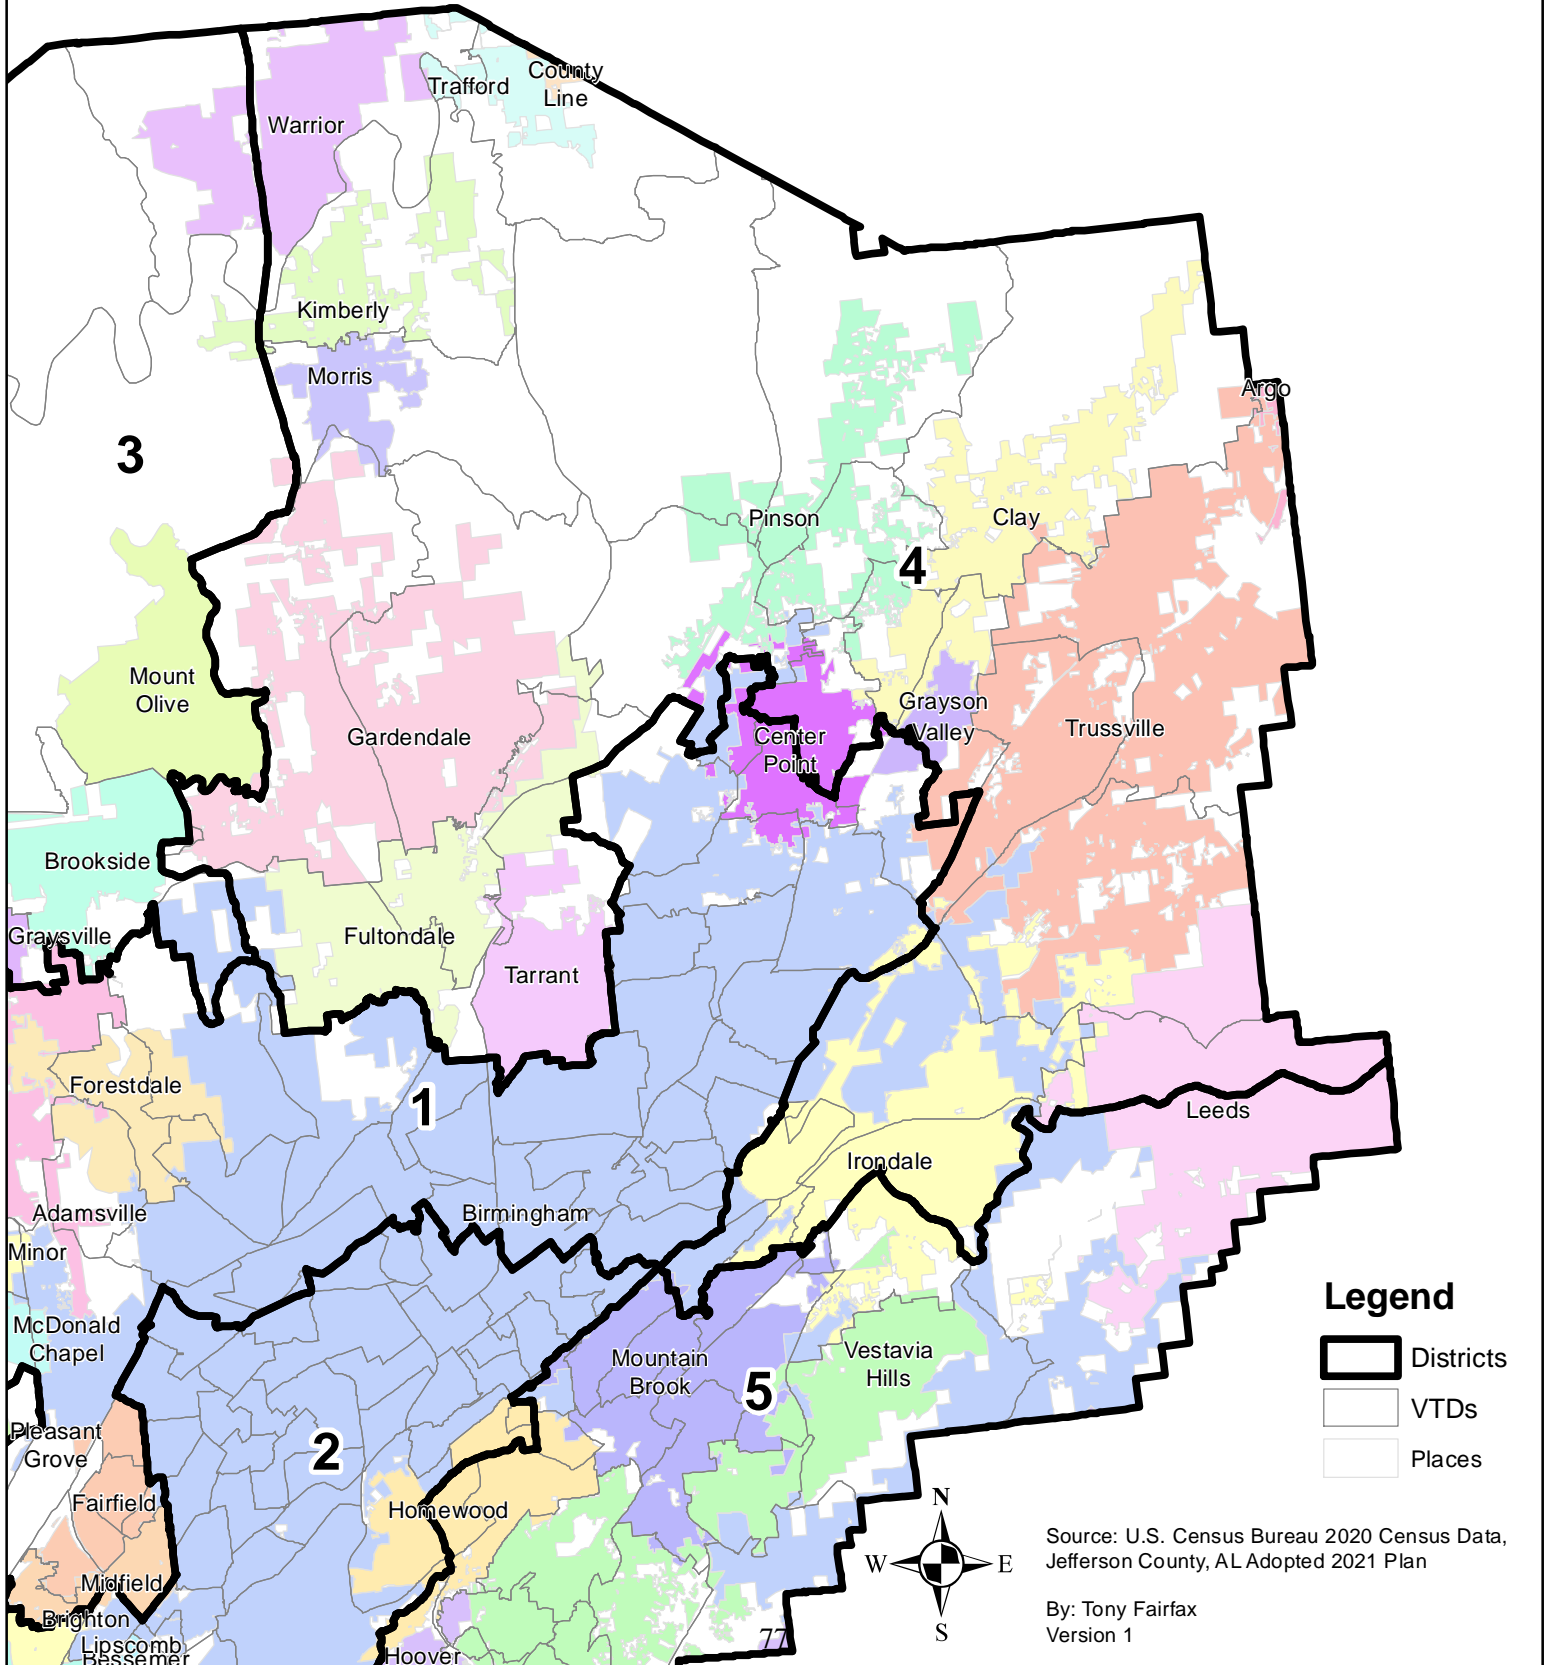 County
Line
Trafford
Warrior
Kimberly
Argo
Morris
3
Pinson
Clay
4
Mount
Olive
Grayson
Valley
Trussville
Gardendale
Center
Point
Brookside
Graysville
Fultondale
Tarrant
Forestdale
1
Leeds
Irondale
Adamsville
Birmingham
Minor
McDonald
Chapel
Mountain
Brook
Vestavia
Hills
5
Pleasant
Grove
2
Fairfield
Homewood
Midfield
Brighton
Lipscomb
Bessemer
Hoover
77
Legend
Districts
VTDs
Places
N
W
E
S
Source: U.S. Census Bureau 2020 Census Data,
Jefferson County, AL Adopted 2021 Plan
By: Tony Fairfax
Version 1